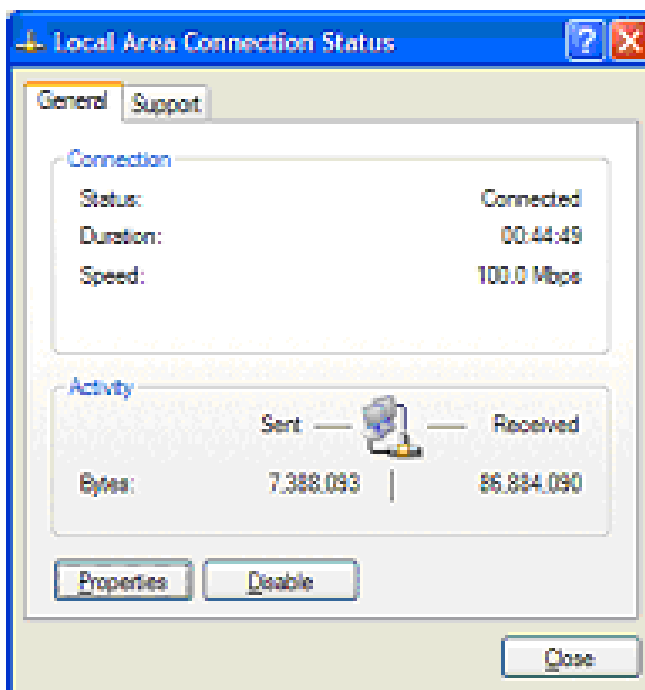 Local Area Connection Status
General Support
Connection
Status: Connected
Duration: 00:44:49
Speed: 100.0 Mbps
Activity
Sent Received
Bytes: 7.388.093 86.884.090
Properties Disable
Close